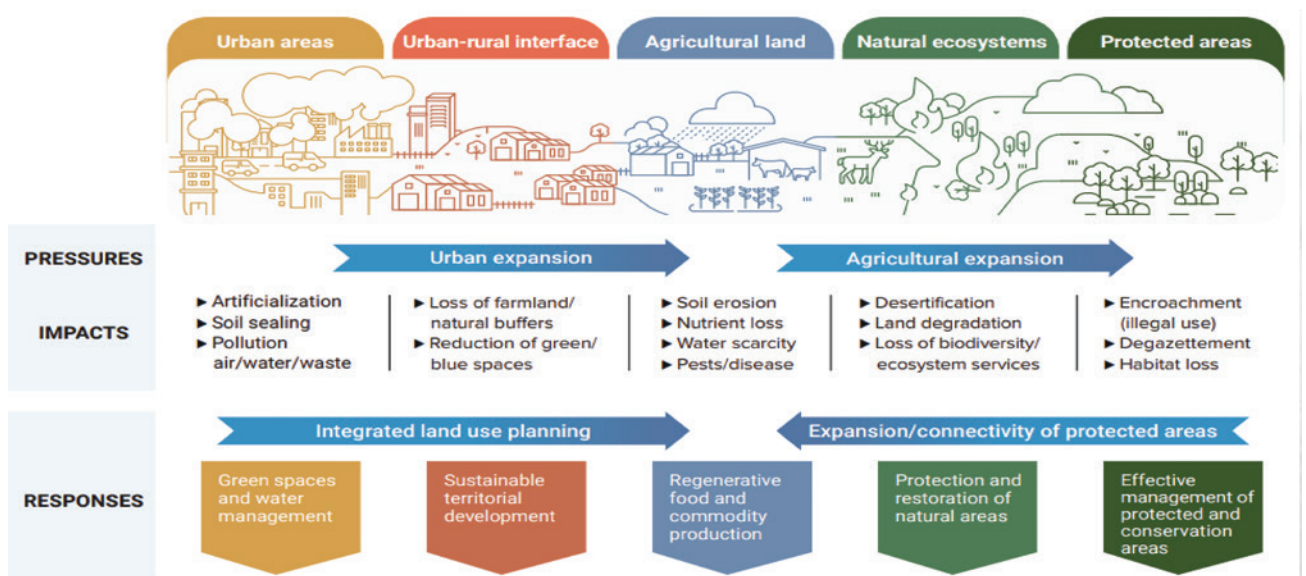 Urban areas
Urban-rural interface
Agricultural land
Natural ecosystems
Protected areas
PRESSURES
Urban expansion
Agricultural expansion
IMPACTS
► Artificialization
► Soil sealing
► Pollution
air/water/waste
► Loss of farmland/
natural buffers
► Reduction of green/
blue spaces
► Soil erosion
► Nutrient loss
► Water scarcity
► Pests/disease
► Desertification
► Land degradation
► Loss of biodiversity/
ecosystem services
► Encroachment
(illegal use)
► Degazettement
► Habitat loss
Integrated land use planning
Expansion/connectivity of protected areas
RESPONSES
Green spaces
and water
management
Sustainable
territorial
development
Regenerative
food and
commodity
production
Protection and
restoration of
natural areas
Effective
management of
protected and
conservation
areas